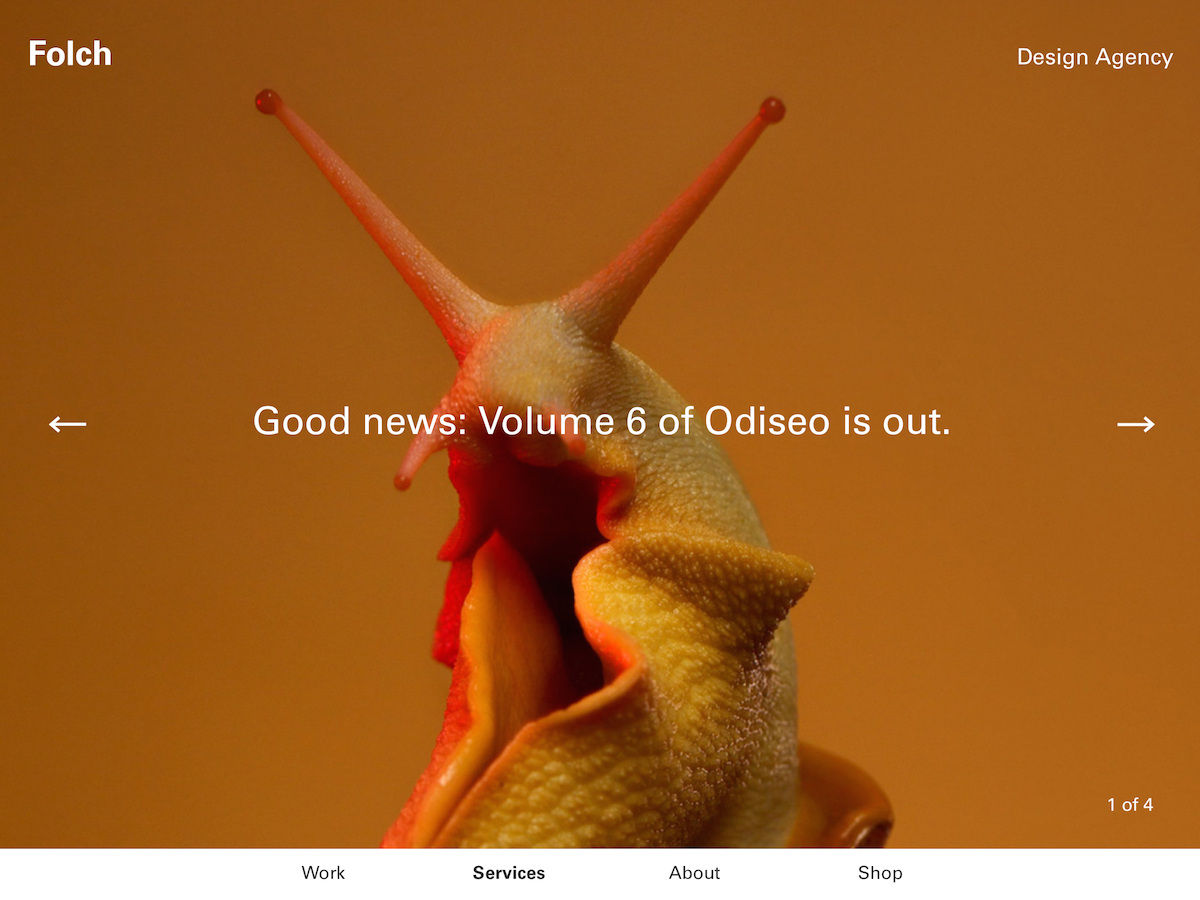 Folch
Design Agency
← Good news: Volume 6 of Odiseo is out. →
1 of 4
Work Services About Shop